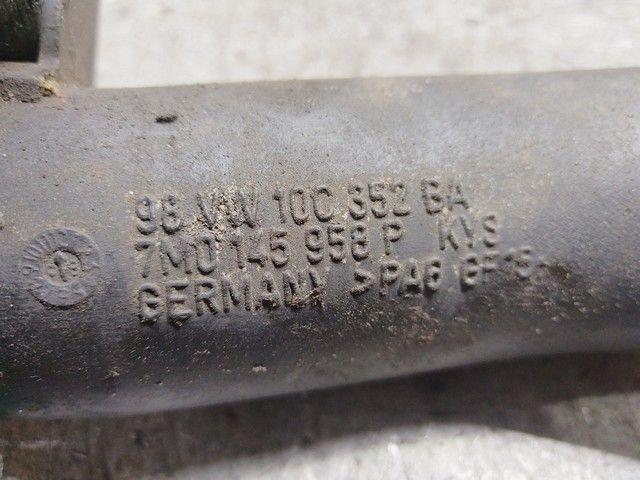 98 VW 10C 352 BA
7M0 145 958 P KYS
GERMANY >PA6 GF15